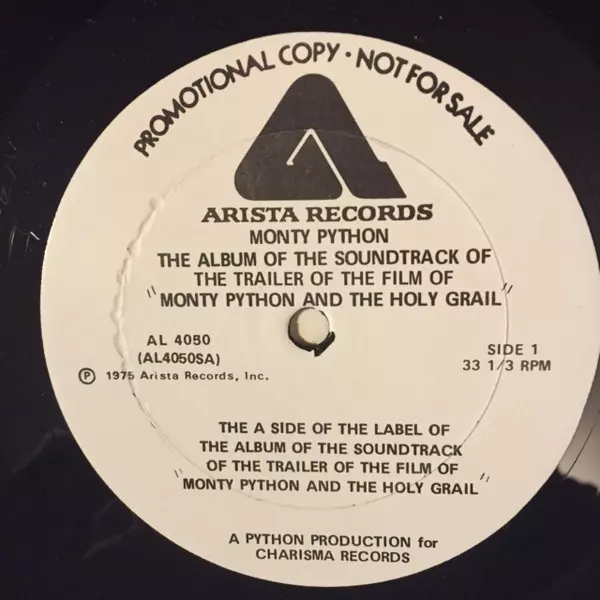 PROMOTIONAL COPY · NOT FOR SALE
ARISTA RECORDS
MONTY PYTHON
THE ALBUM OF THE SOUNDTRACK OF
THE TRAILER OF THE FILM OF
"MONTY PYTHON AND THE HOLY GRAIL"
AL 4050
(AL4050SA)
℗ 1975 Arista Records, Inc.
SIDE 1
33 1/3 RPM
THE A SIDE OF THE LABEL OF
THE ALBUM OF THE SOUNDTRACK
OF THE TRAILER OF THE FILM OF
"MONTY PYTHON AND THE HOLY GRAIL"
A PYTHON PRODUCTION for
CHARISMA RECORDS